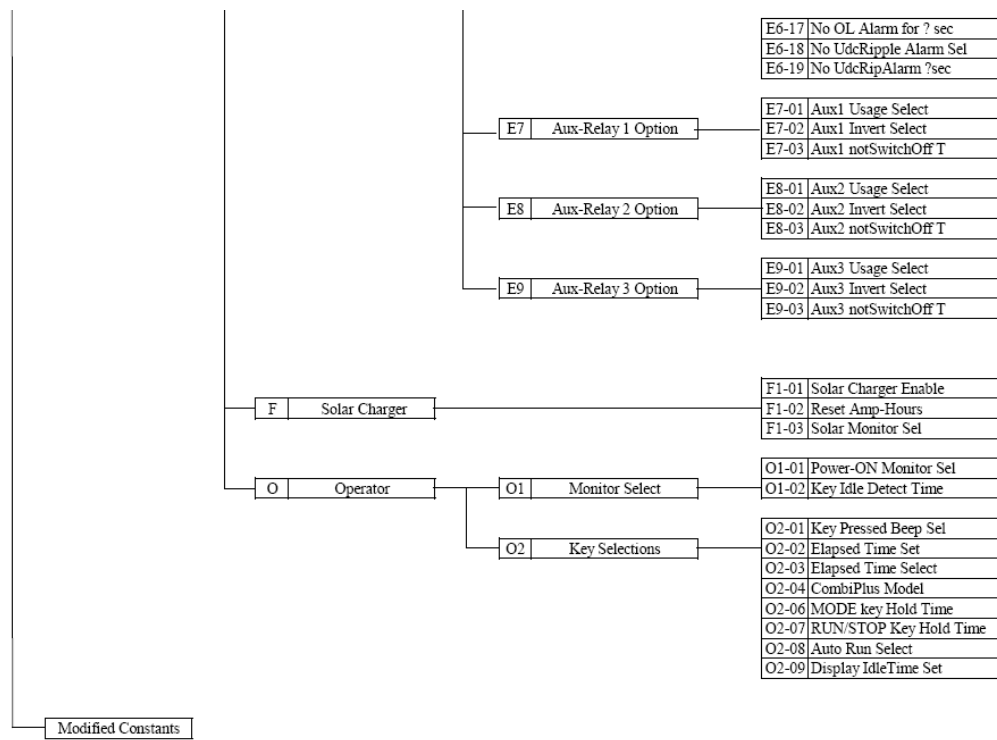 E6-17 No OL Alarm for ? sec
E6-18 No UdcRipple Alarm Sel
E6-19 No UdcRipAlarm ?sec
E7-01 Aux1 Usage Select
E7 Aux-Relay 1 Option E7-02 Aux1 Invert Select
E7-03 Aux1 notSwitchOff T
E8-01 Aux2 Usage Select
E8 Aux-Relay 2 Option E8-02 Aux2 Invert Select
E8-03 Aux2 notSwitchOff T
E9-01 Aux3 Usage Select
E9 Aux-Relay 3 Option E9-02 Aux3 Invert Select
E9-03 Aux3 notSwitchOff T
F1-01 Solar Charger Enable
F Solar Charger F1-02 Reset Amp-Hours
F1-03 Solar Monitor Sel
O1-01 Power-ON Monitor Sel
O Operator O1 Monitor Select O1-02 Key Idle Detect Time
O2-01 Key Pressed Beep Sel
O2 Key Selections O2-02 Elapsed Time Set
O2-03 Elapsed Time Select
O2-04 CombiPlus Model
O2-06 MODE key Hold Time
O2-07 RUN/STOP Key Hold Time
O2-08 Auto Run Select
O2-09 Display IdleTime Set
Modified Constants